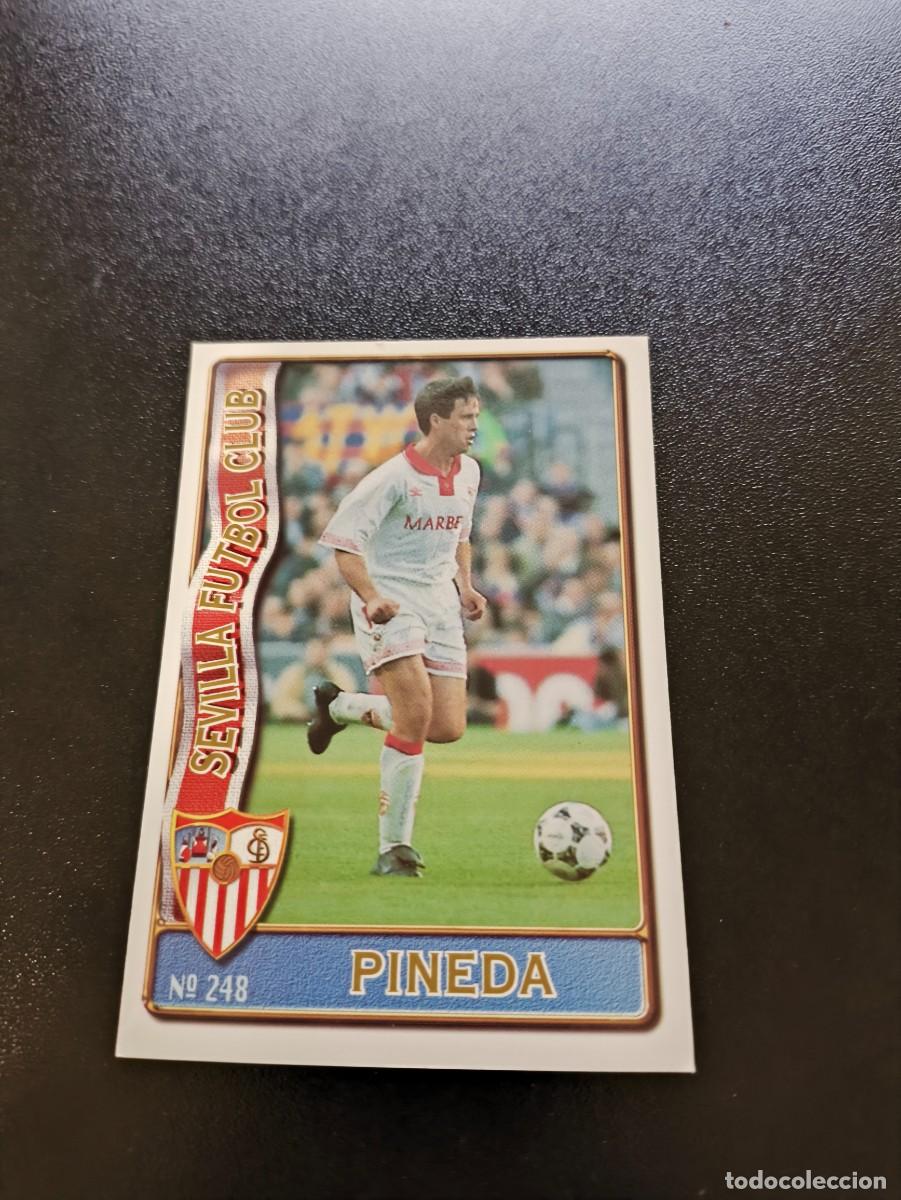 SEVILLA FUTBOL CLUB
MARBE
Nº 248
PINEDA
todocoleccion